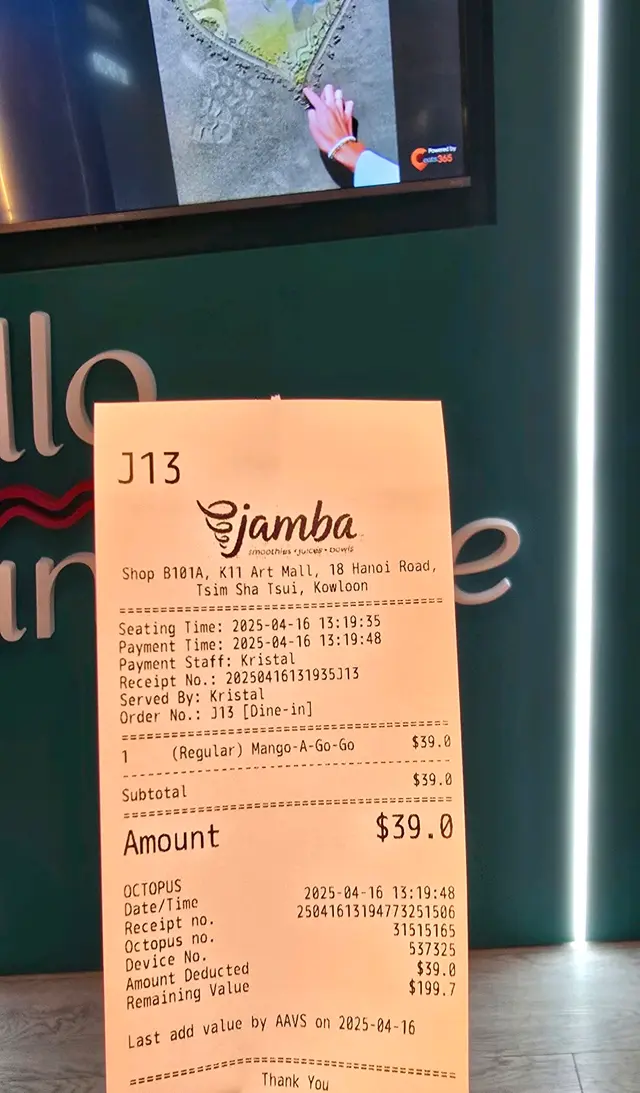 Powered by
eats365
llo
J13
jamba
smoothies • juices • bowls
Shop B101A, K11 Art Mall, 18 Hanoi Road,
Tsim Sha Tsui, Kowloon
Seating Time: 2025-04-16 13:19:35
Payment Time: 2025-04-16 13:19:48
Payment Staff: Kristal
Receipt No.: 20250416131935J13
Served By: Kristal
Order No.: J13 [Dine-in]
1 (Regular) Mango-A-Go-Go $39.0
Subtotal $39.0
Amount $39.0
OCTOPUS
Date/Time 2025-04-16 13:19:48
Receipt no. 25041613194773251506
Octopus no. 31515165
Device No. 537325
Amount Deducted $39.0
Remaining Value $199.7
Last add value by AAVS on 2025-04-16
Thank You